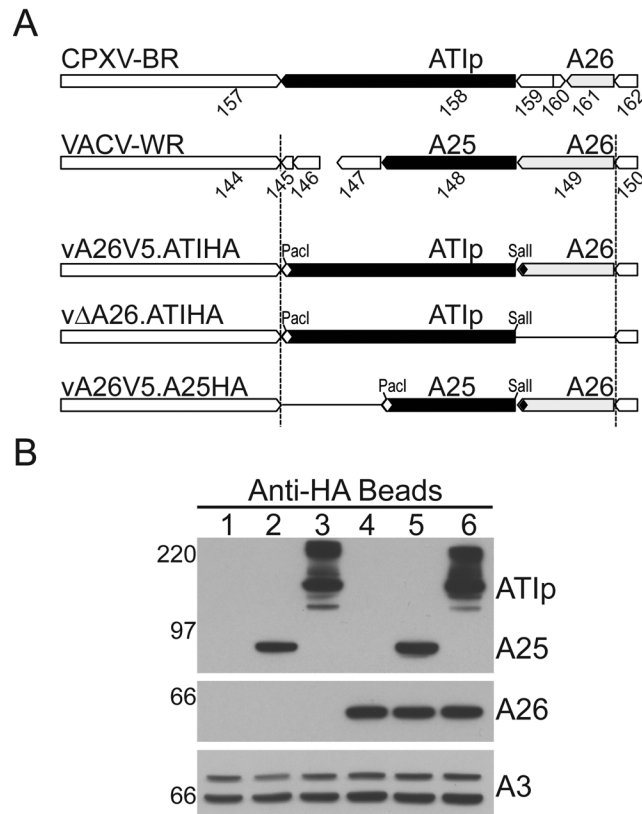 A
CPXV-BR ATIp A26
157 158 159 160 161 162
VACV-WR A25 A26
144 145 146 147 148 149 150
vA26V5.ATIHA PacI ATIp SalI A26
vΔA26.ATIHA PacI ATIp SalI
vA26V5.A25HA PacI A25 SalI A26
B
Anti-HA Beads
1 2 3 4 5 6
220
ATIp
97
A25
66
A26
A3
66